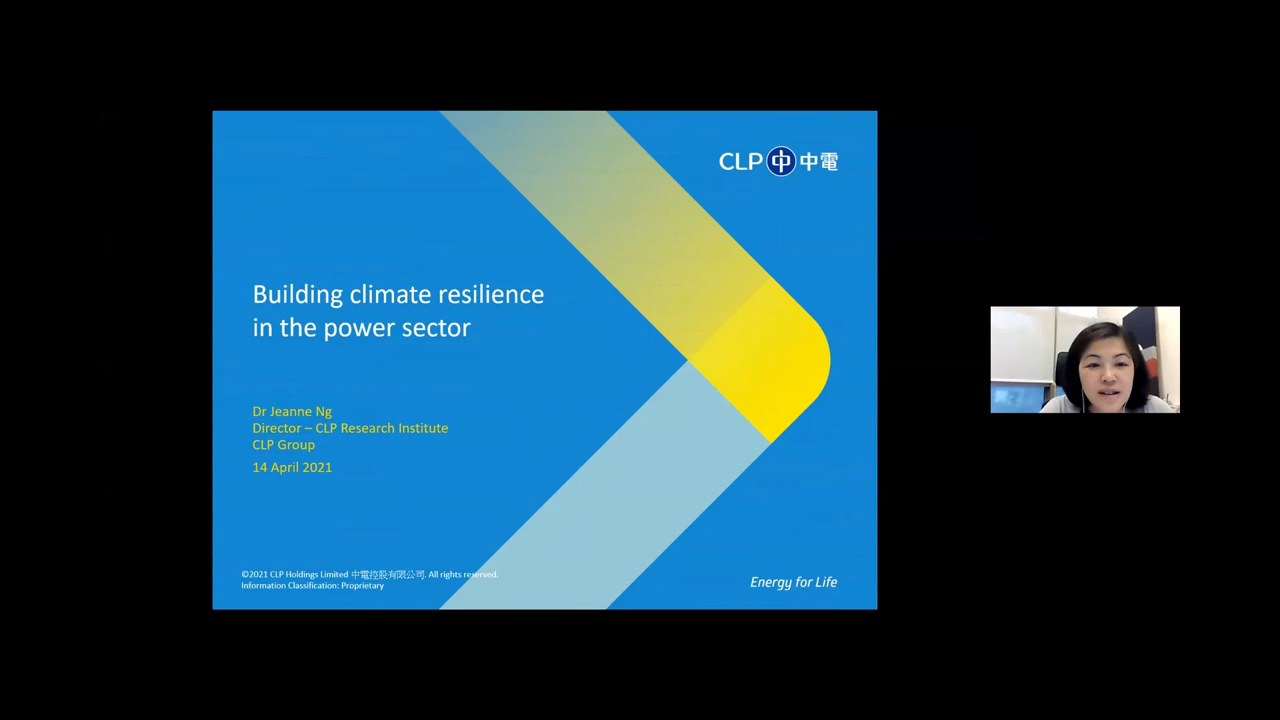 CLP 中 中電
Building climate resilience
in the power sector
Dr Jeanne Ng
Director – CLP Research Institute
CLP Group
14 April 2021
©2021 CLP Holdings Limited 中電控股有限公司. All rights reserved.
Information Classification: Proprietary
Energy for Life